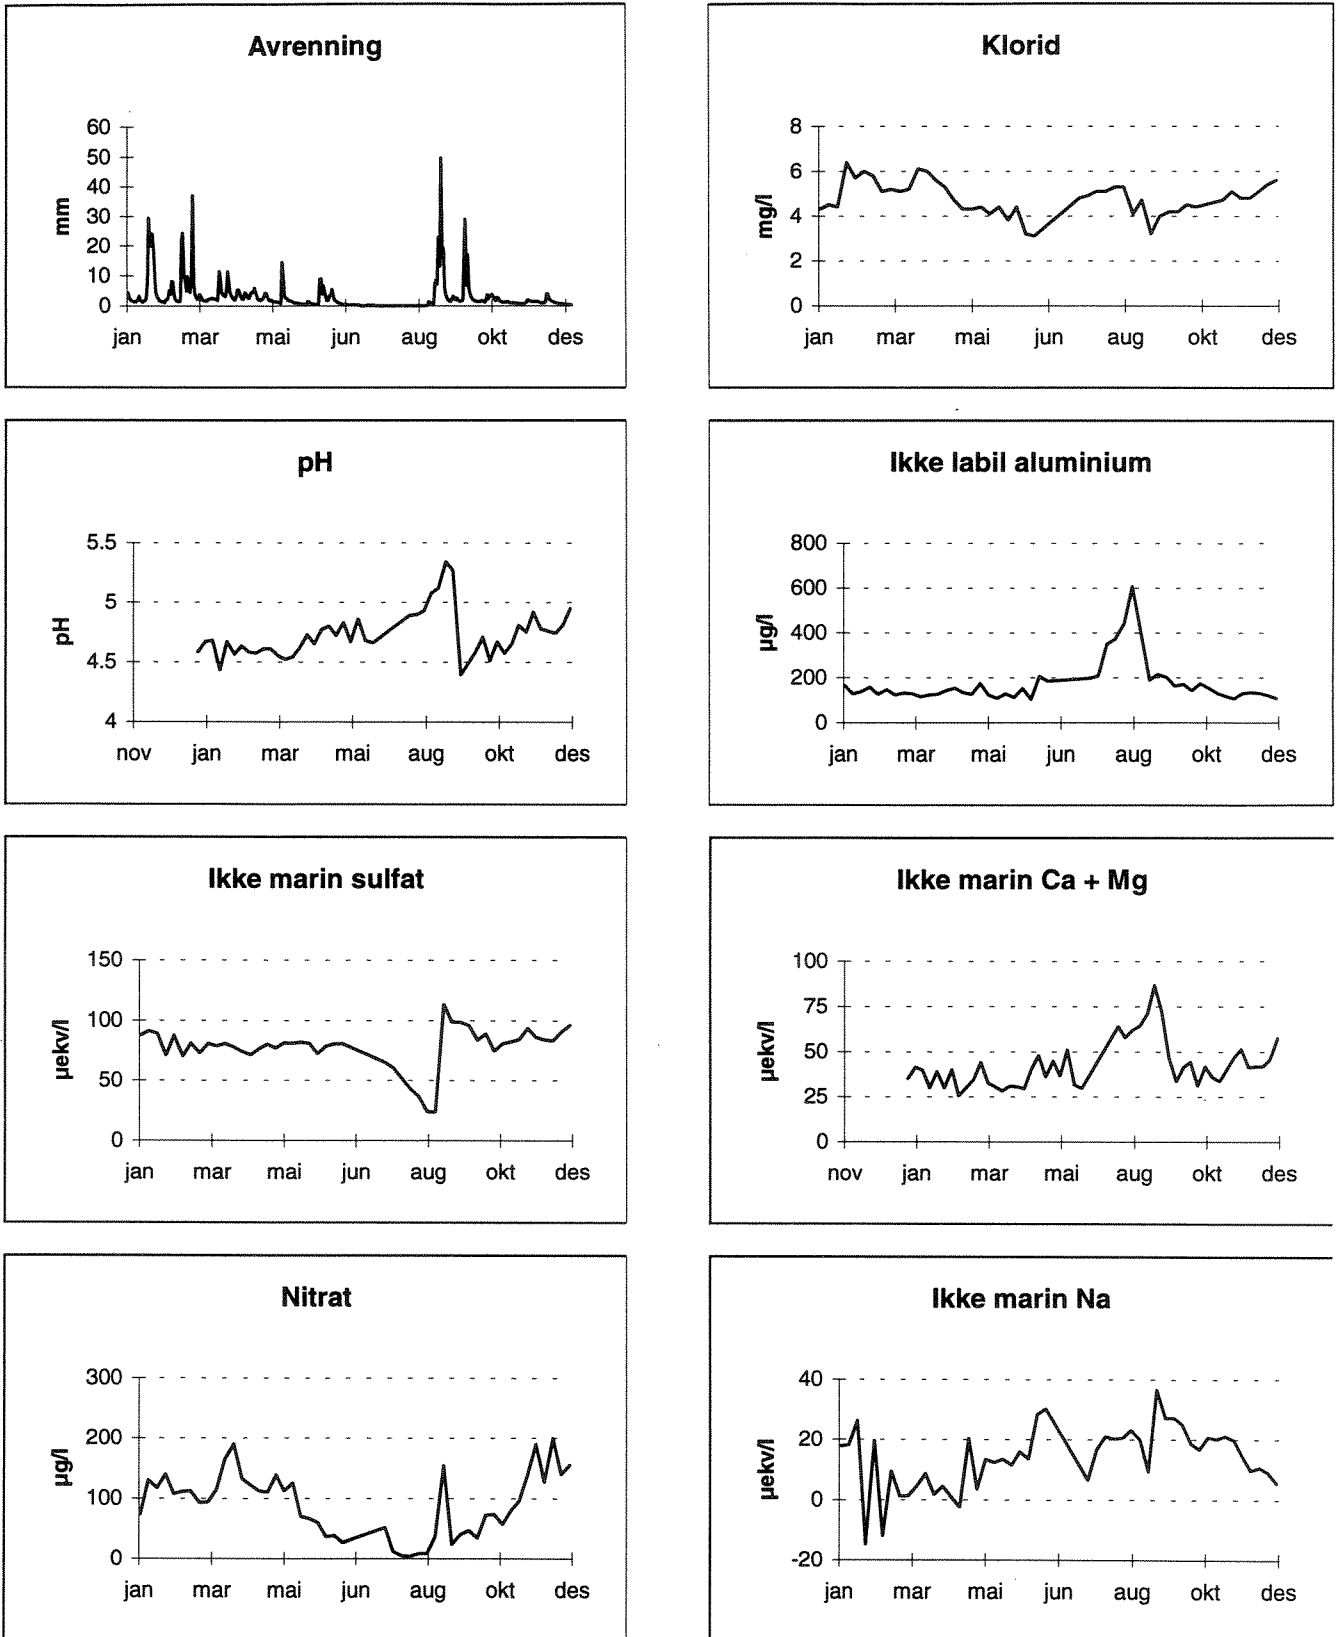 Avrenning
60
50
40
30
20
10
0
mm
jan mar mai jun aug okt des
Klorid
8
6
4
2
0
mg/l
jan mar mai jun aug okt des
pH
5.5
5
4.5
4
pH
nov jan mar mai aug okt des
Ikke labil aluminium
800
600
400
200
0
µg/l
jan mar mai jun aug okt des
Ikke marin sulfat
150
100
50
0
µekv/l
jan mar mai jun aug okt des
Ikke marin Ca + Mg
100
75
50
25
0
µekv/l
nov jan mar mai aug okt des
Nitrat
300
200
100
0
µg/l
jan mar mai jun aug okt des
Ikke marin Na
40
20
0
-20
µekv/l
jan mar mai jun aug okt des